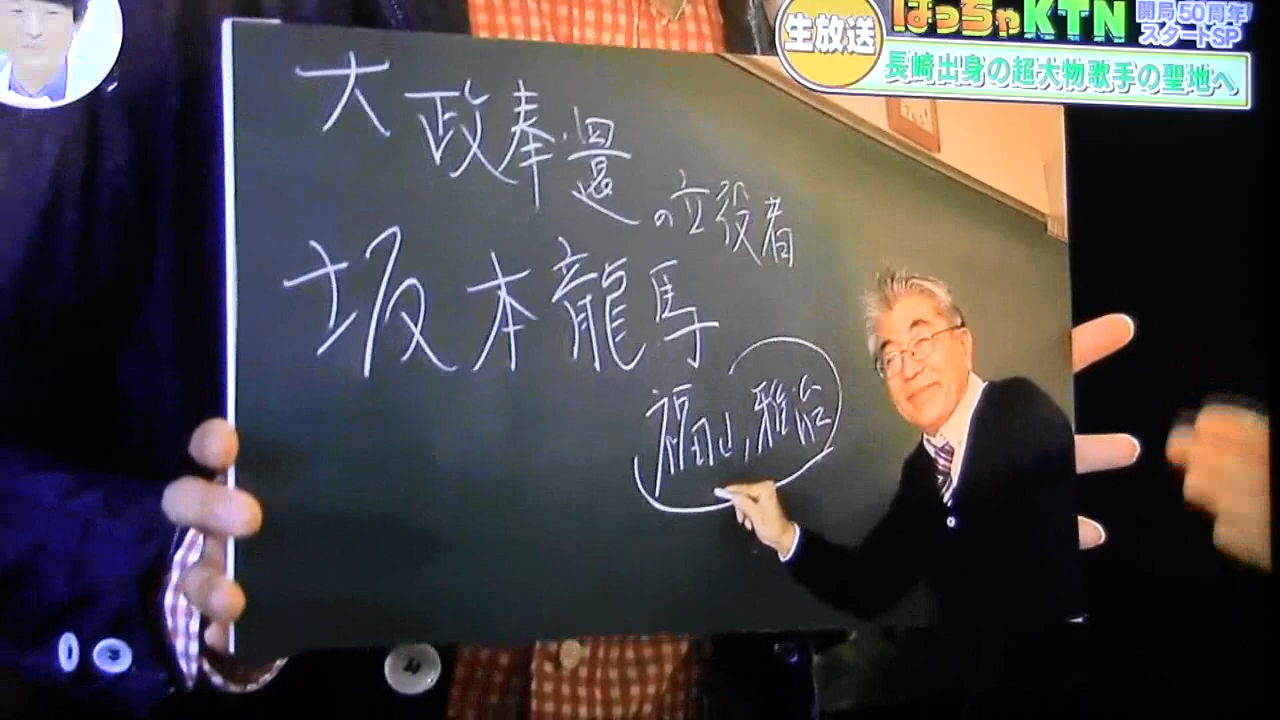 生放送
ばっちゃKTN
開局50周年
スタートSP
長崎出身の超大物歌手の聖地へ
大政奉還の立役者
坂本龍馬
福山雅治